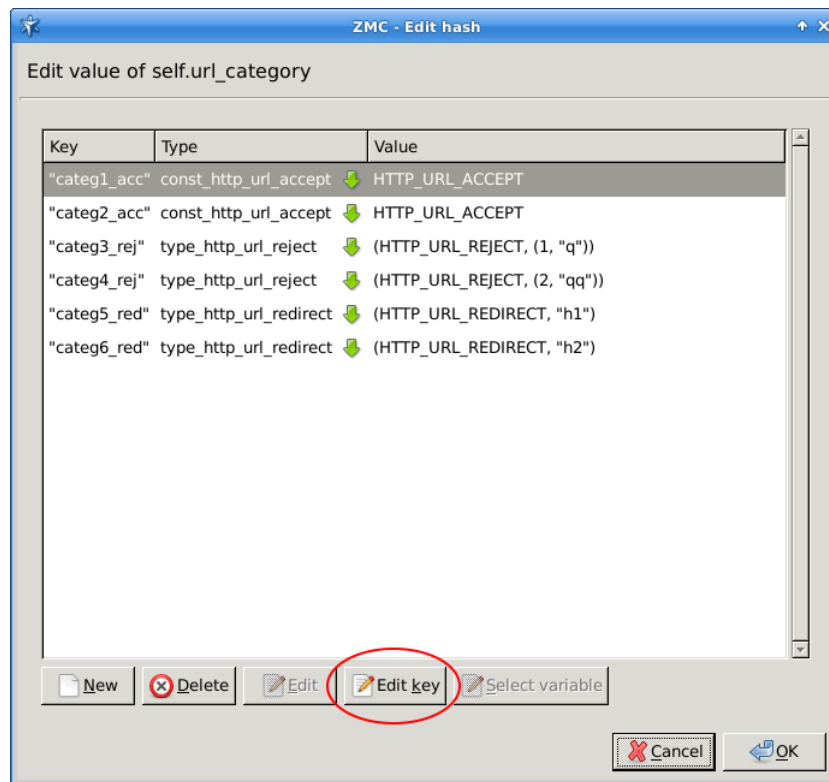 ZMC - Edit hash
Edit value of self.url_category
Key Type Value
"categ1_acc" const_http_url_accept HTTP_URL_ACCEPT
"categ2_acc" const_http_url_accept HTTP_URL_ACCEPT
"categ3_rej" type_http_url_reject (HTTP_URL_REJECT, (1, "q"))
"categ4_rej" type_http_url_reject (HTTP_URL_REJECT, (2, "qq"))
"categ5_red" type_http_url_redirect (HTTP_URL_REDIRECT, "h1")
"categ6_red" type_http_url_redirect (HTTP_URL_REDIRECT, "h2")
New Delete Edit Edit key Select variable
Cancel OK